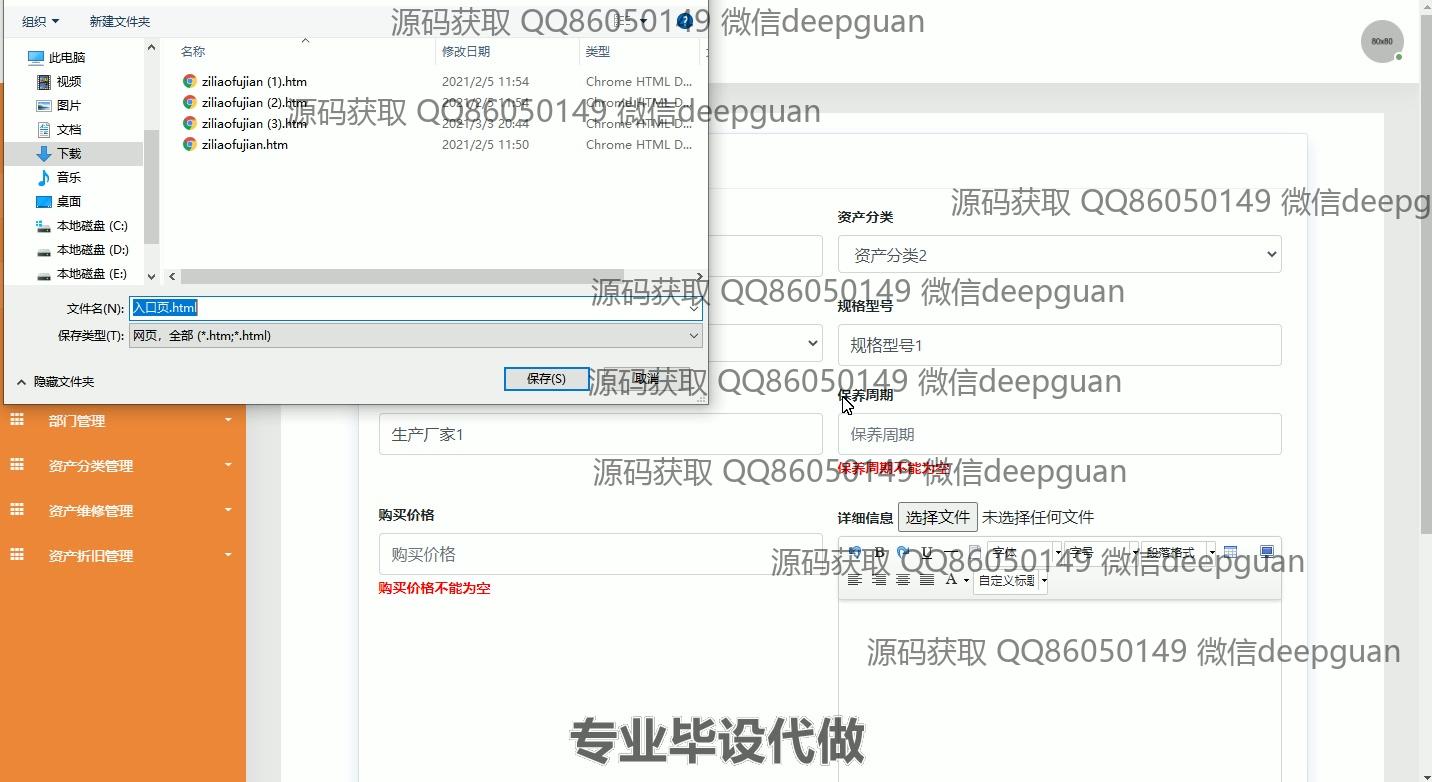 组织 新建文件夹
源码获取 QQ86050149 微信deepguan
80x80
名称 修改日期 类型
此电脑
视频
图片
文档
下载
音乐
桌面
本地磁盘 (C:)
本地磁盘 (D:)
本地磁盘 (E:)
ziliaofujian (1).htm 2021/2/5 11:54 Chrome HTML D...
ziliaofujian (2).htm 2021/2/5 11:54 Chrome HTML D...
源码获取 QQ86050149 微信deepguan
ziliaofujian (3).htm 2021/3/3 20:44 Chrome HTML D...
ziliaofujian.htm 2021/2/5 11:50 Chrome HTML D...
文件名(N): 入口页.html
保存类型(T): 网页，全部 (*.htm;*.html)
隐藏文件夹
保存(S) 取消
源码获取 QQ86050149 微信deepg
资产分类
资产分类2
源码获取 QQ86050149 微信deepguan
规格型号
规格型号1
源码获取 QQ86050149 微信deepguan
保养周期
部门管理
资产分类管理
资产维修管理
资产折旧管理
生产厂家1
保养周期
保养周期不能为空
源码获取 QQ86050149 微信deepguan
购买价格
购买价格
购买价格不能为空
详细信息 选择文件 未选择任何文件
B U 字体 字号 段落格式
源码获取 QQ86050149 微信deepguan
A 自定义标题
源码获取 QQ86050149 微信deepguan
专业毕设代做